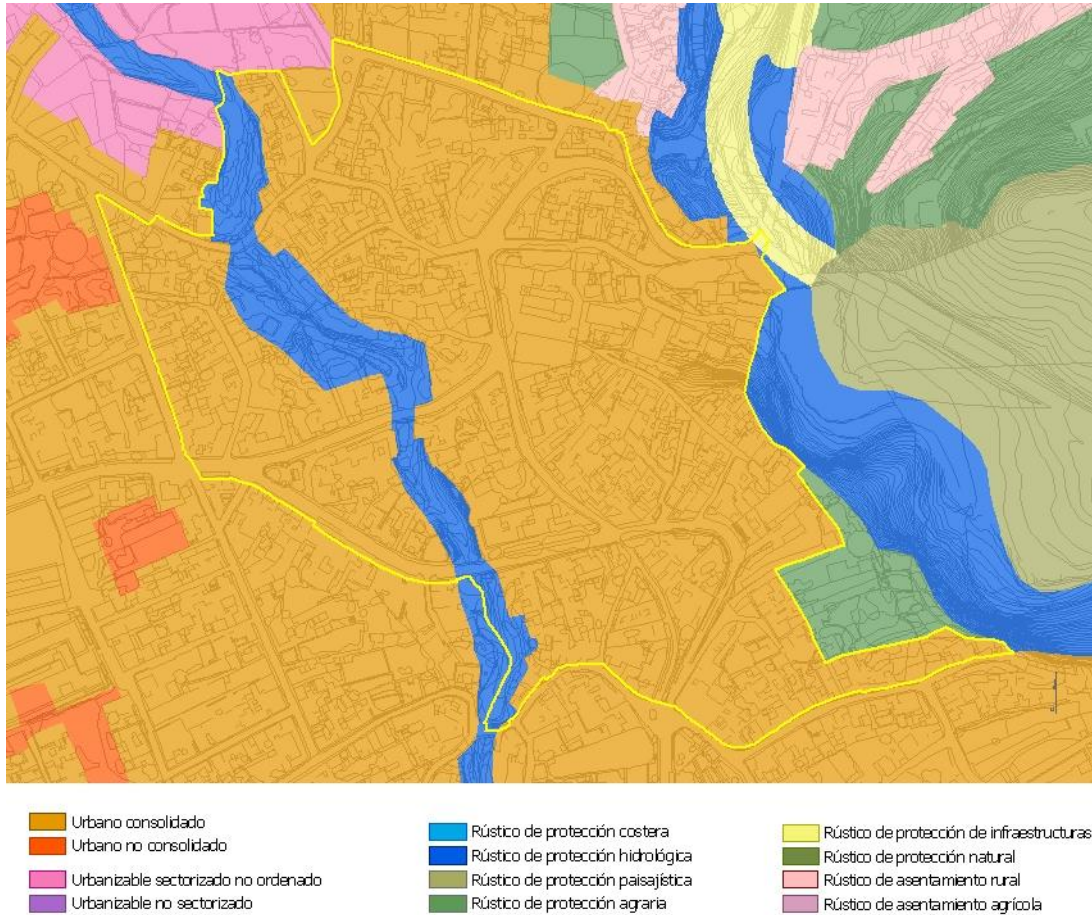 Urbano consolidado
Urbano no consolidado
Urbanizable sectorizado no ordenado
Urbanizable no sectorizado
Rústico de protección costera
Rústico de protección hidrológica
Rústico de protección paisajística
Rústico de protección agraria
Rústico de protección de infraestructuras
Rústico de protección natural
Rústico de asentamiento rural
Rústico de asentamiento agrícola